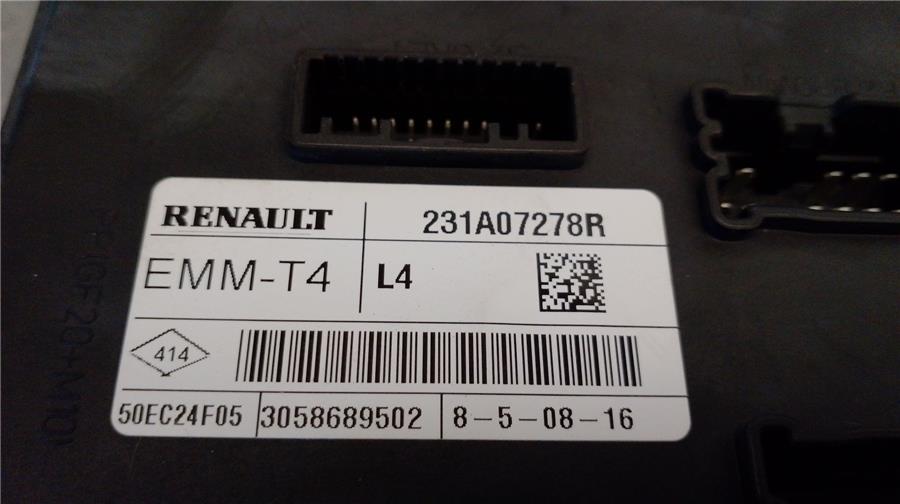 RENAULT 231A07278R
EMM-T4 L4
414
50EC24F05 3058689502 8-5-08-16